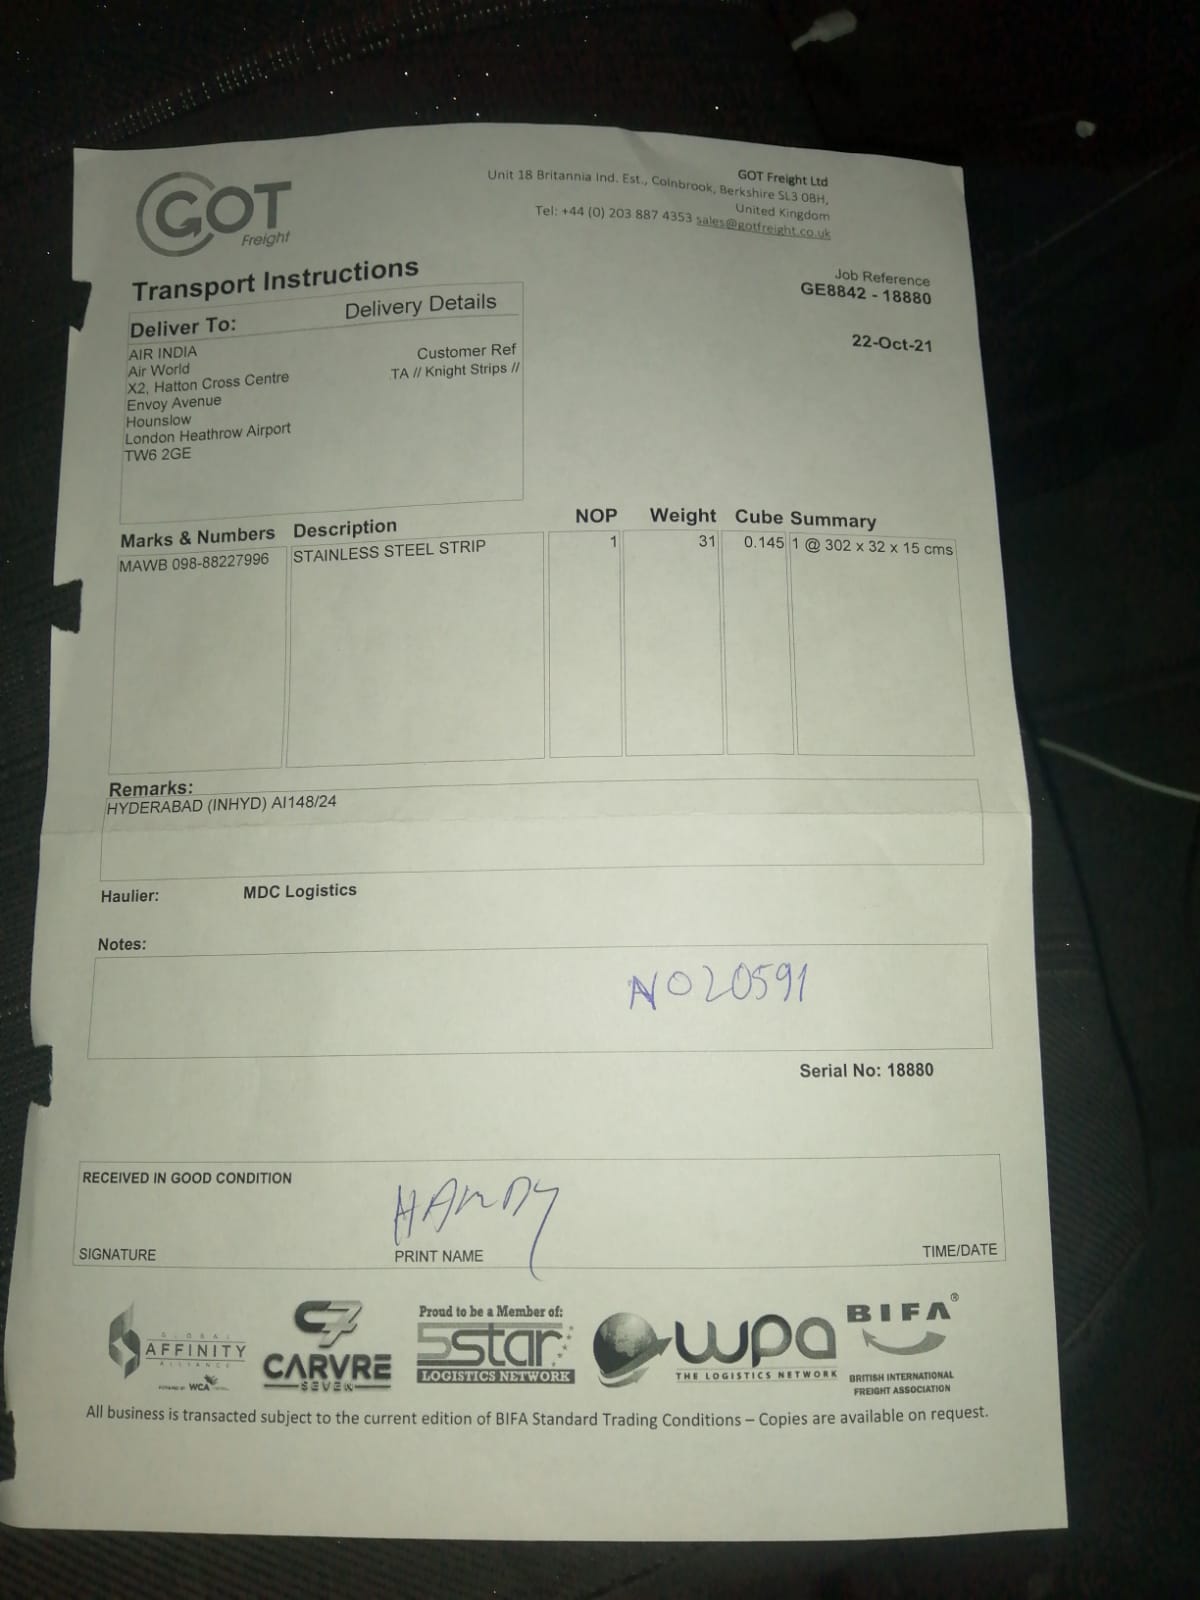 GOT
Freight
GOT Freight Ltd
Unit 18 Britannia Ind. Est., Colnbrook, Berkshire SL3 0BH,
United Kingdom
Tel: +44 (0) 203 887 4353 sales@gotfreight.co.uk
Transport Instructions
Job Reference
GE8842 - 18880
22-Oct-21
Deliver To:
Delivery Details
AIR INDIA
Air World
X2, Hatton Cross Centre
Envoy Avenue
Hounslow
London Heathrow Airport
TW6 2GE
Customer Ref
TA // Knight Strips //
Marks & Numbers Description NOP Weight Cube Summary
MAWB 098-88227996 STAINLESS STEEL STRIP 1 31 0.145 1 @ 302 x 32 x 15 cms
Remarks:
HYDERABAD (INHYD) AI148/24
Haulier: MDC Logistics
Notes:
NO20591
Serial No: 18880
RECEIVED IN GOOD CONDITION
SIGNATURE PRINT NAME TIME/DATE
GLOBAL
AFFINITY
ALLIANCE
POWERED BY WCA
C7
CARVRE
SEVEN
Proud to be a Member of:
5star
LOGISTICS NETWORK
wpa
THE LOGISTICS NETWORK
BIFA®
BRITISH INTERNATIONAL
FREIGHT ASSOCIATION
All business is transacted subject to the current edition of BIFA Standard Trading Conditions – Copies are available on request.